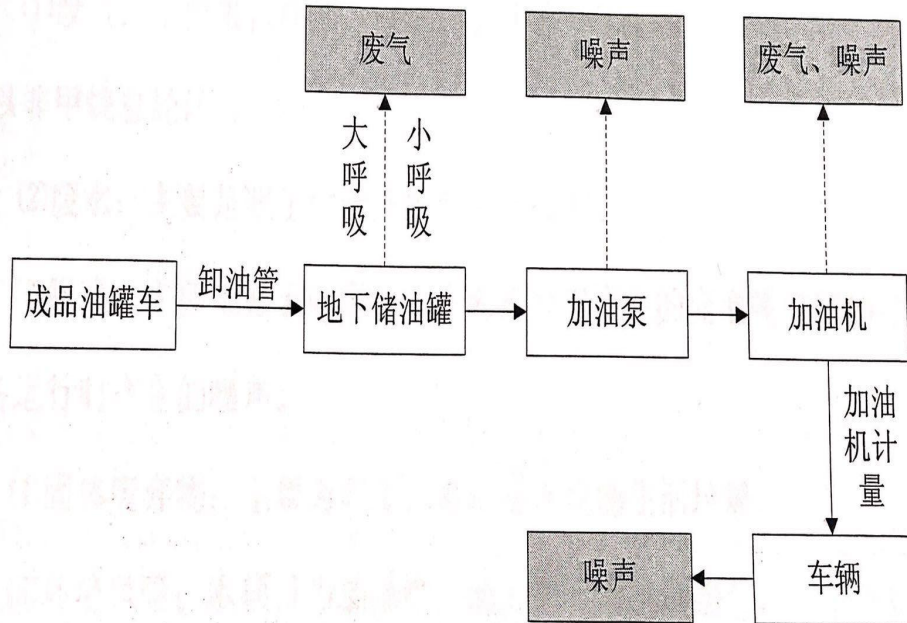 废气
噪声
废气、噪声
大呼吸
小呼吸
成品油罐车
卸油管
地下储油罐
加油泵
加油机
加油
机计
量
噪声
车辆